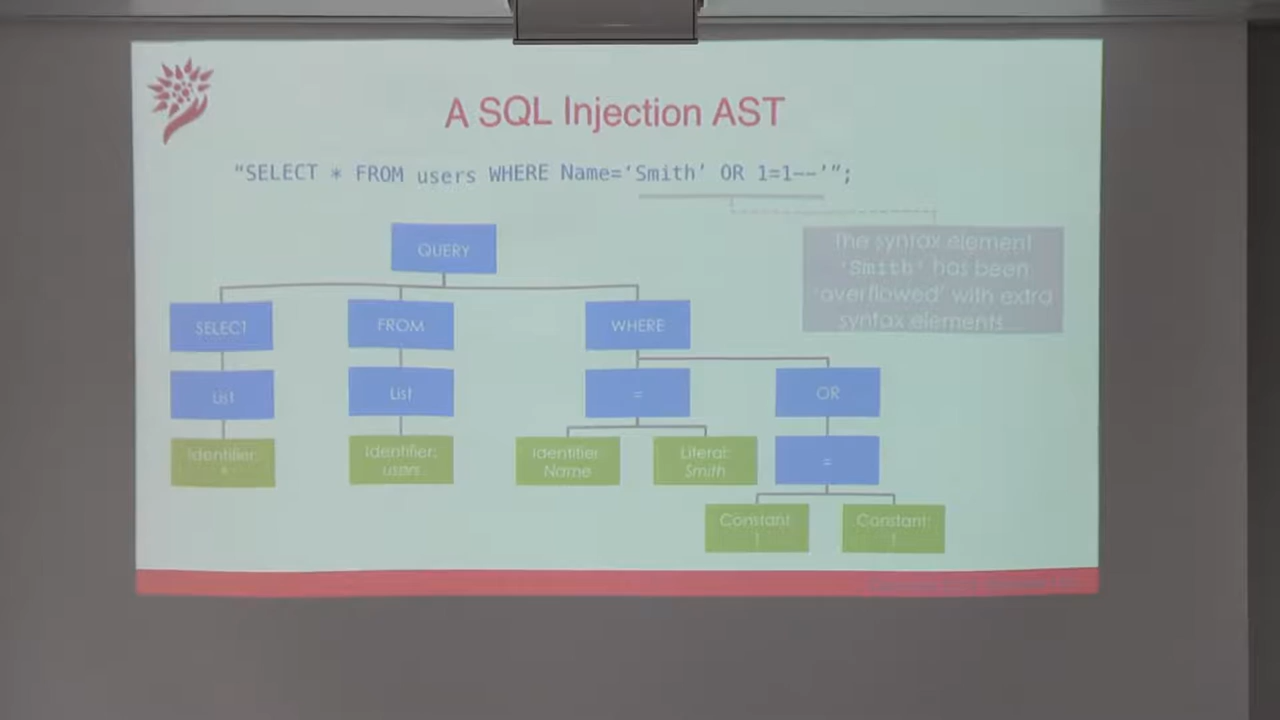 A SQL Injection AST
“SELECT * FROM users WHERE Name=‘Smith’ OR 1=1––’”;
QUERY
The syntax element
‘Smith’ has been
‘overflowed’ with extra
syntax elements
SELECT
FROM
WHERE
List
List
=
OR
Identifier:
*
Identifier:
users
Identifier:
Name
Literal:
Smith
=
Constant:
1
Constant:
1